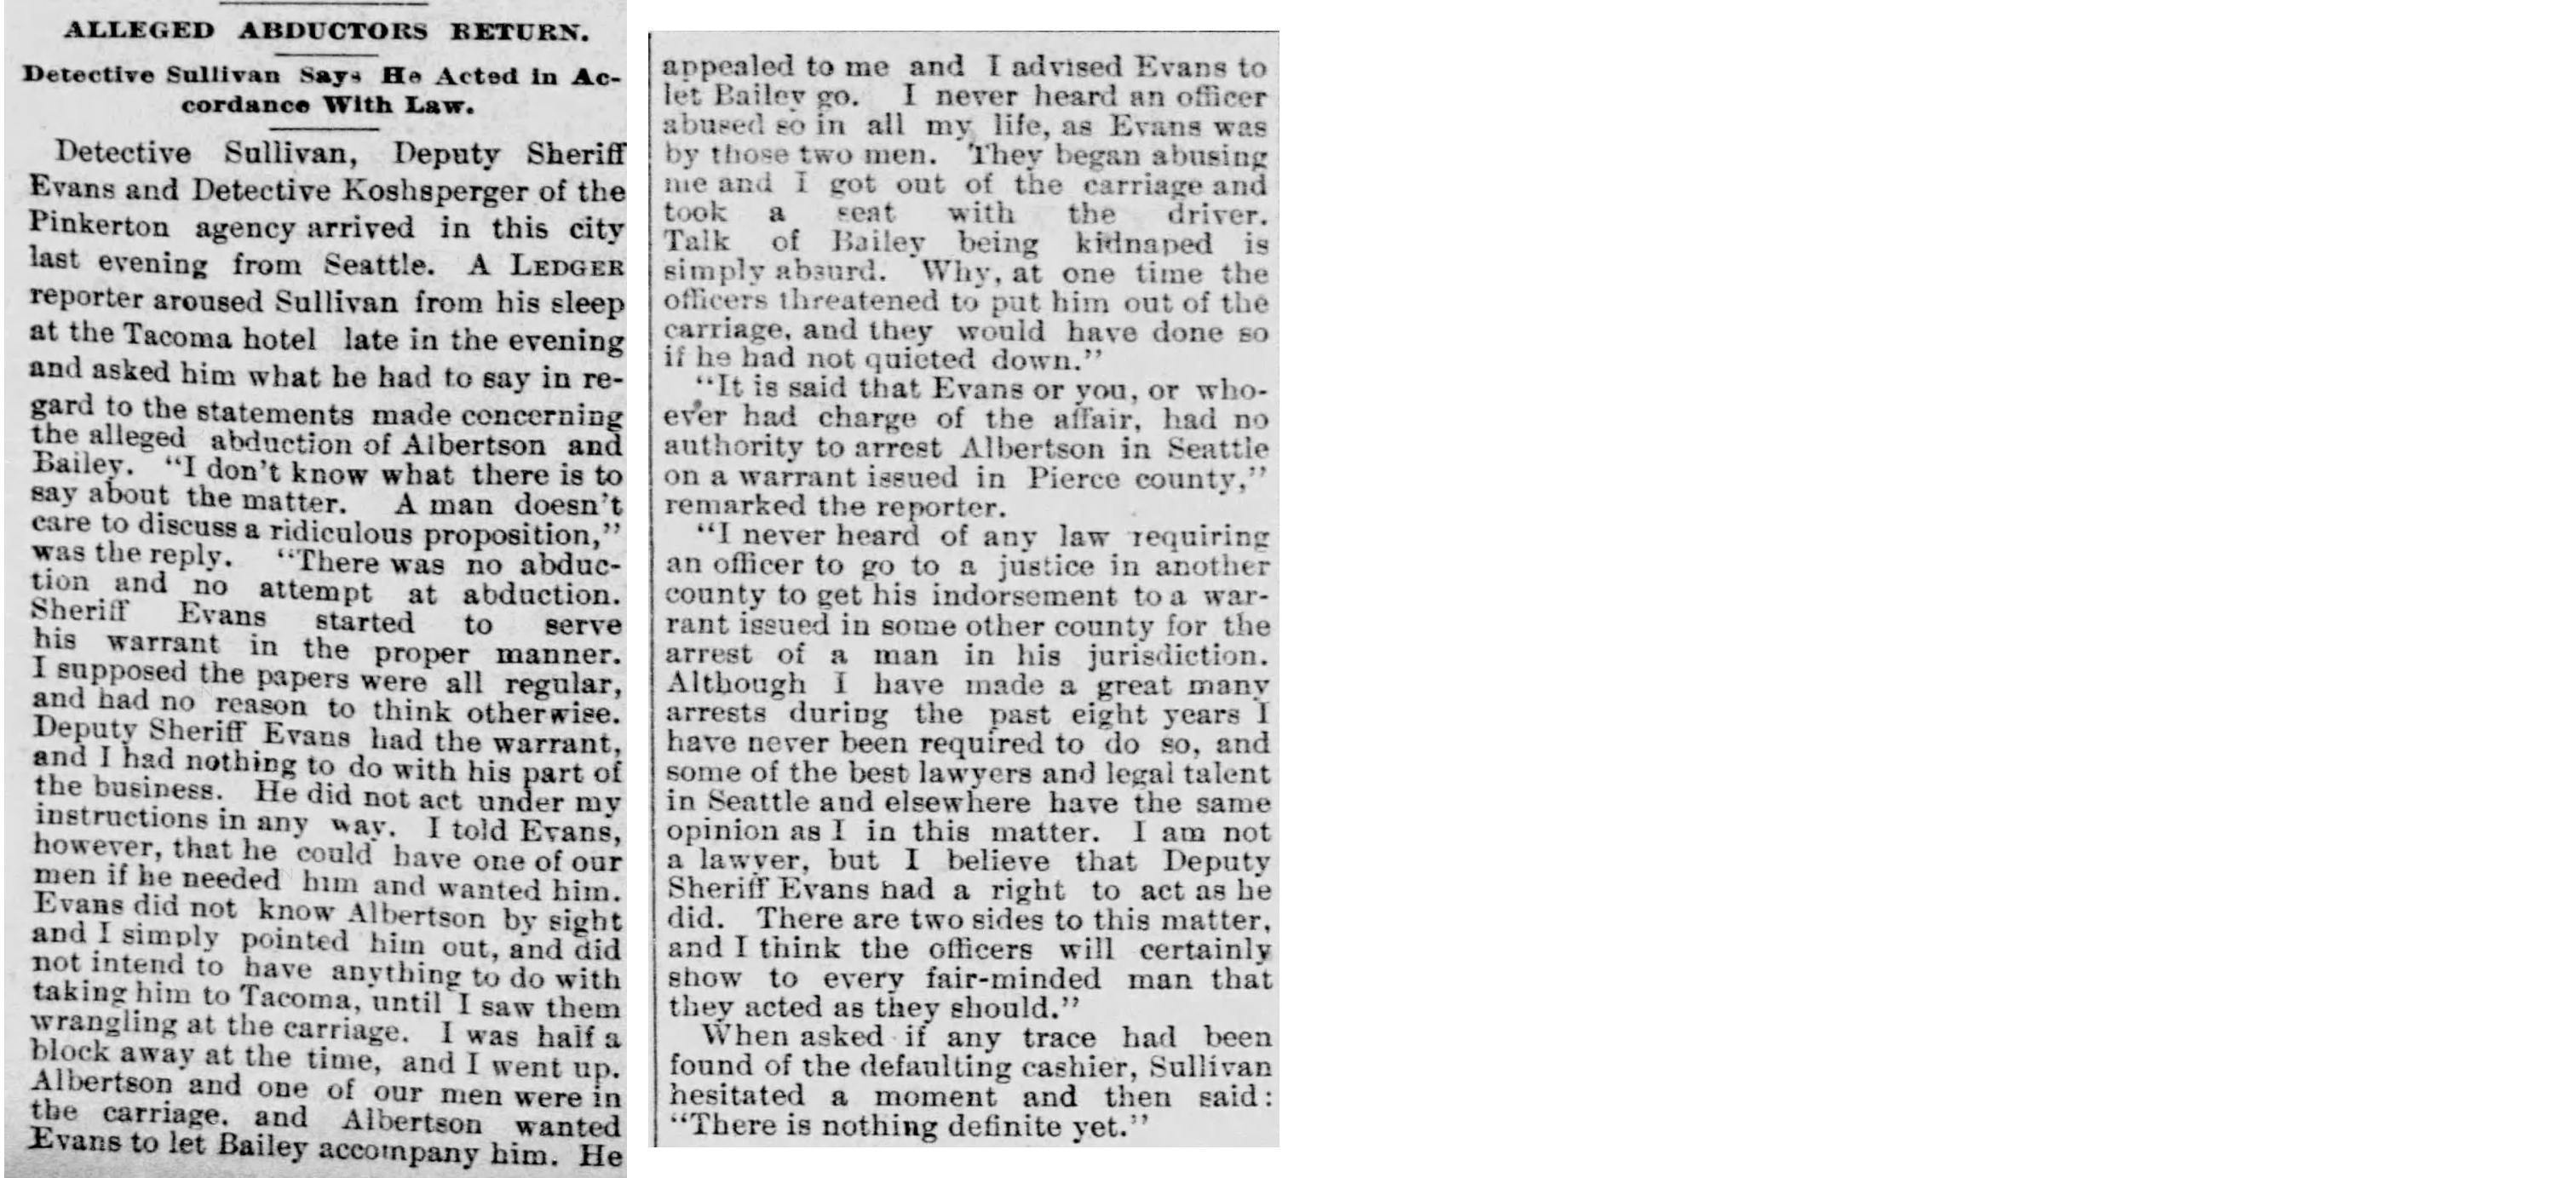 ALLEGED ABDUCTORS RETURN.
Detective Sullivan Says He Acted in Ac-
cordance With Law.
Detective Sullivan, Deputy Sheriff
Evans and Detective Koshsperger of the
Pinkerton agency arrived in this city
last evening from Seattle. A LEDGER
reporter aroused Sullivan from his sleep
at the Tacoma hotel late in the evening
and asked him what he had to say in re-
gard to the statements made concerning
the alleged abduction of Albertson and
Bailey. "I don't know what there is to
say about the matter. A man doesn't
care to discuss a ridiculous proposition,"
was the reply. "There was no abduc-
tion and no attempt at abduction.
Sheriff Evans started to serve
his warrant in the proper manner.
I supposed the papers were all regular,
and had no reason to think otherwise.
Deputy Sheriff Evans had the warrant,
and I had nothing to do with his part of
the business. He did not act under my
instructions in any way. I told Evans,
however, that he could have one of our
men if he needed him and wanted him.
Evans did not know Albertson by sight
and I simply pointed him out, and did
not intend to have anything to do with
taking him to Tacoma, until I saw them
wrangling at the carriage. I was half a
block away at the time, and I went up.
Albertson and one of our men were in
the carriage, and Albertson wanted
Evans to let Bailey accompany him. He
appealed to me and I advised Evans to
let Bailey go. I never heard an officer
abused so in all my life, as Evans was
by those two men. They began abusing
me and I got out of the carriage and
took a seat with the driver.
Talk of Bailey being kidnaped is
simply absurd. Why, at one time the
officers threatened to put him out of the
carriage, and they would have done so
if he had not quieted down."
"It is said that Evans or you, or who-
ever had charge of the affair, had no
authority to arrest Albertson in Seattle
on a warrant issued in Pierce county,"
remarked the reporter.
"I never heard of any law requiring
an officer to go to a justice in another
county to get his indorsement to a war-
rant issued in some other county for the
arrest of a man in his jurisdiction.
Although I have made a great many
arrests during the past eight years I
have never been required to do so, and
some of the best lawyers and legal talent
in Seattle and elsewhere have the same
opinion as I in this matter. I am not
a lawyer, but I believe that Deputy
Sheriff Evans had a right to act as he
did. There are two sides to this matter,
and I think the officers will certainly
show to every fair-minded man that
they acted as they should."
When asked if any trace had been
found of the defaulting cashier, Sullivan
hesitated a moment and then said:
"There is nothing definite yet."